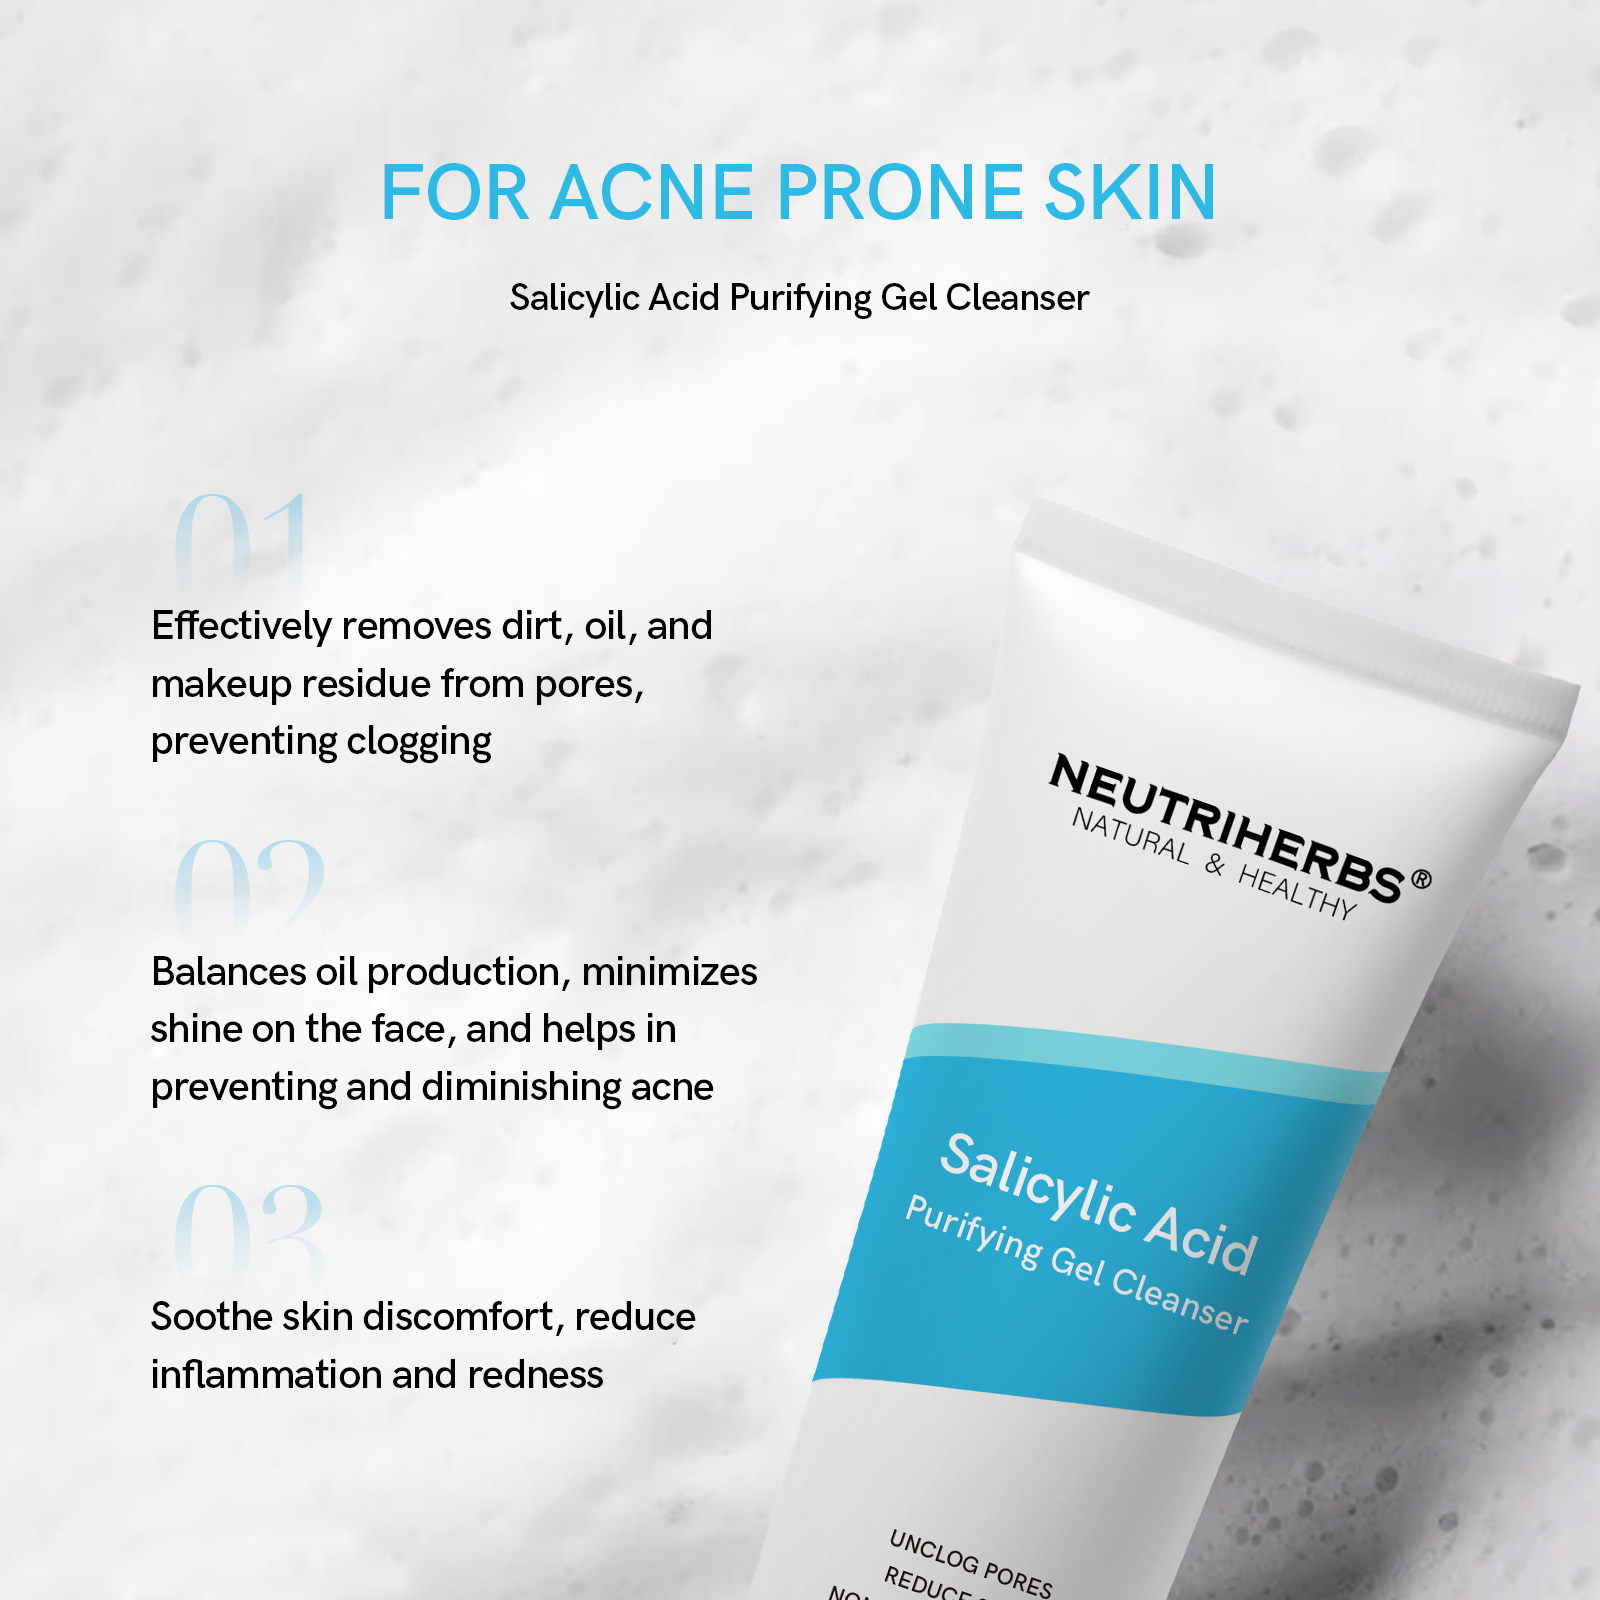 FOR ACNE PRONE SKIN
Salicylic Acid Purifying Gel Cleanser
01
Effectively removes dirt, oil, and
makeup residue from pores,
preventing clogging
02
Balances oil production, minimizes
shine on the face, and helps in
preventing and diminishing acne
03
Soothe skin discomfort, reduce
inflammation and redness
NEUTRIHERBS®
NATURAL & HEALTHY
Salicylic Acid
Purifying Gel Cleanser
UNCLOG PORES
REDUCE